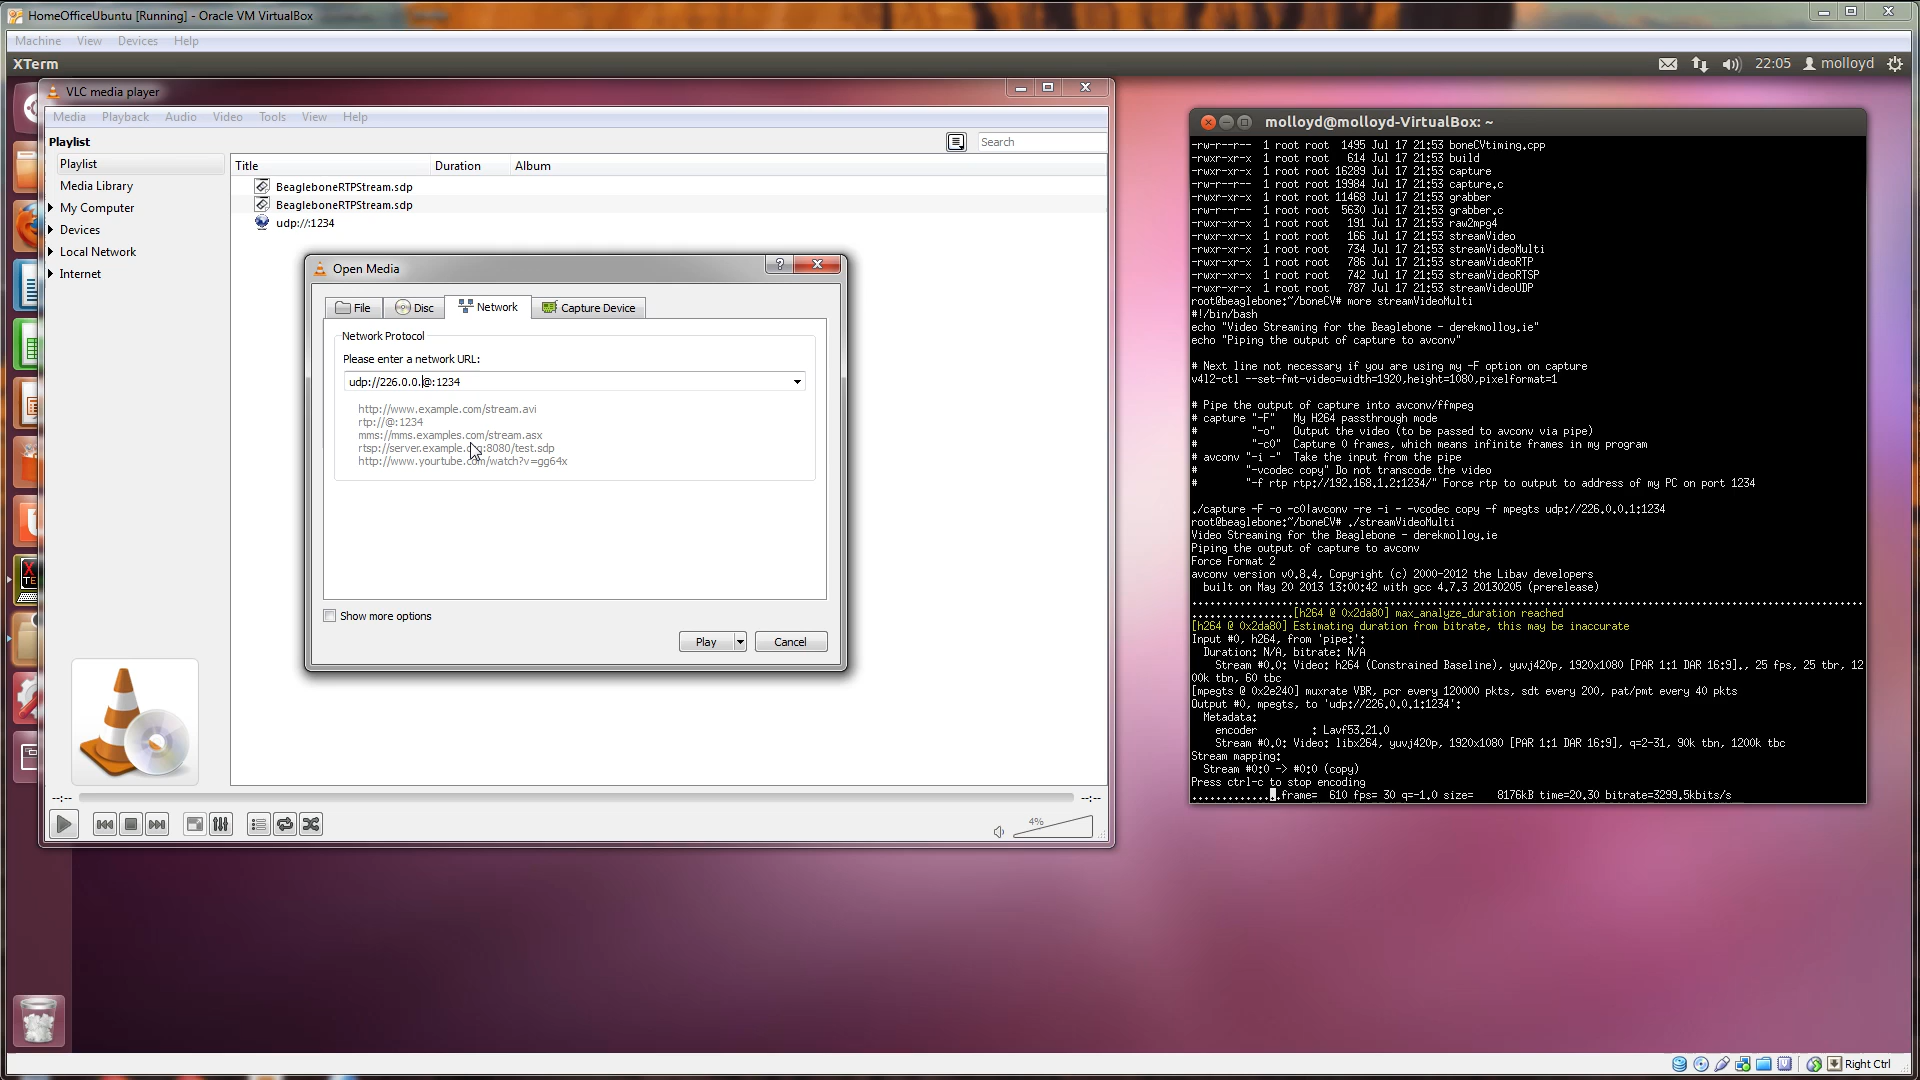 HomeOfficeUbuntu [Running] - Oracle VM VirtualBox
Machine View Devices Help
XTerm
22:05 molloyd
VLC media player
Media Playback Audio Video Tools View Help
Playlist
Search
Playlist
Media Library
My Computer
Devices
Local Network
Internet
Title Duration Album
BeagleboneRTPStream.sdp
BeagleboneRTPStream.sdp
udp://:1234
Open Media
File Disc Network Capture Device
Network Protocol
Please enter a network URL:
udp://226.0.0.@:1234
http://www.example.com/stream.avi
rtp://@:1234
mms://mms.examples.com/stream.asx
rtsp://server.example.org:8080/test.sdp
http://www.yourtube.com/watch?v=gg64x
Show more options
Play Cancel
--:-- --:--
4%
molloyd@molloyd-VirtualBox: ~
-rw-r--r-- 1 root root 1495 Jul 17 21:53 boneCVtiming.cpp
-rwxr-xr-x 1 root root 614 Jul 17 21:53 build
-rwxr-xr-x 1 root root 16289 Jul 17 21:53 capture
-rwxr-xr-x 1 root root 19984 Jul 17 21:53 capture.c
-rwxr-xr-x 1 root root 11468 Jul 17 21:53 grabber
-rw-r--r-- 1 root root 5630 Jul 17 21:53 grabber.c
-rwxr-xr-x 1 root root 191 Jul 17 21:53 raw2mpg4
-rwxr-xr-x 1 root root 166 Jul 17 21:53 streamVideo
-rwxr-xr-x 1 root root 734 Jul 17 21:53 streamVideoMulti
-rwxr-xr-x 1 root root 786 Jul 17 21:53 streamVideoRTP
-rwxr-xr-x 1 root root 742 Jul 17 21:53 streamVideoRTSP
-rwxr-xr-x 1 root root 787 Jul 17 21:53 streamVideoUDP
root@beaglebone:~/boneCV# more streamVideoMulti
#!/bin/bash
echo "Video Streaming for the Beaglebone - derekmolloy.ie"
echo "Piping the output of capture to avconv"
# Next line not necessary if you are using my -F option on capture
v4l2-ctl --set-fmt-video=width=1920,height=1080,pixelformat=1
# Pipe the output of capture into avconv/ffmpeg
# capture "-F" My H264 passthrough mode
# "-o" Output the video (to be passed to avconv via pipe)
# "-c0" Capture 0 frames, which means infinite frames in my program
# avconv "-i -" Take the input from the pipe
# "-vcodec copy" Do not transcode the video
# "-f rtp rtp://192.168.1.2:1234/" Force rtp to output to address of my PC on port 1234
./capture -F -o -c0|avconv -re -i - -vcodec copy -f mpegts udp://226.0.0.1:1234
root@beaglebone:~/boneCV# ./streamVideoMulti
Video Streaming for the Beaglebone - derekmolloy.ie
Piping the output of capture to avconv
Force Format 2
avconv version v0.8.4, Copyright (c) 2000-2012 the Libav developers
built on May 20 2013 13:00:42 with gcc 4.7.3 20130205 (prerelease)
[h264 @ 0x2da80] max_analyze_duration reached
[h264 @ 0x2da80] Estimating duration from bitrate, this may be inaccurate
Input #0, h264, from 'pipe:':
Duration: N/A, bitrate: N/A
Stream #0.0: Video: h264 (Constrained Baseline), yuvj420p, 1920x1080 [PAR 1:1 DAR 16:9]., 25 fps, 25 tbr, 12
00k tbn, 60 tbc
[mpegts @ 0x2e240] muxrate VBR, pcr every 120000 pkts, sdt every 200, pat/pmt every 40 pkts
Output #0, mpegts, to 'udp://226.0.0.1:1234':
Metadata:
encoder : Lavf53.21.0
Stream #0.0: Video: libx264, yuvj420p, 1920x1080 [PAR 1:1 DAR 16:9], q=2-31, 90k tbn, 1200k tbc
Stream mapping:
Stream #0:0 -> #0:0 (copy)
Press ctrl-c to stop encoding
...............frame= 610 fps= 30 q=-1.0 size= 8176kB time=20.30 bitrate=3299.5kbits/s
Right Ctrl